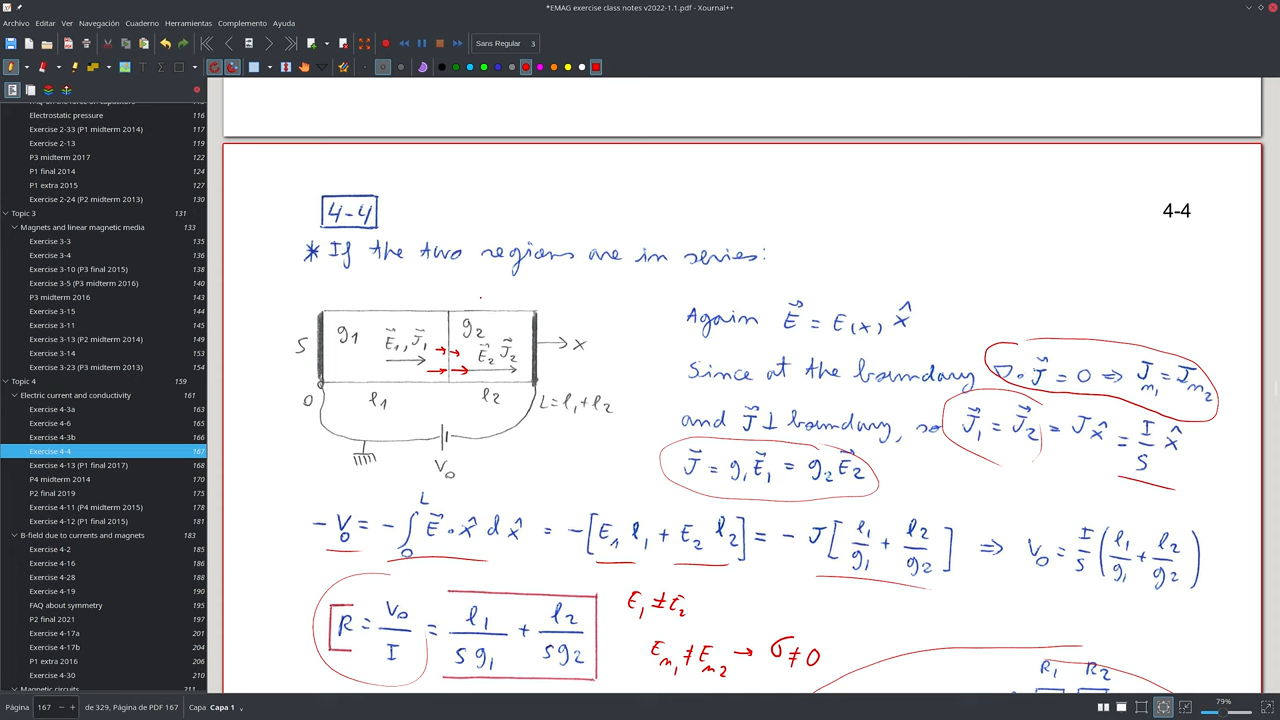 *EMAG exercise class notes v2022-1.1.pdf - Xournal++
Archivo Editar Ver Navegación Cuaderno Herramientas Complemento Ayuda
Sans Regular 3
Electrostatic pressure 116
Exercise 2-33 (P1 midterm 2014) 117
Exercise 2-13 119
P3 midterm 2017 122
P1 final 2014 124
P1 extra 2015 127
Exercise 2-24 (P2 midterm 2013) 130
Topic 3 131
Magnets and linear magnetic media 133
Exercise 3-3 135
Exercise 3-4 136
Exercise 3-10 (P3 final 2015) 138
Exercise 3-5 (P3 midterm 2016) 140
P3 midterm 2016 143
Exercise 3-15 144
Exercise 3-11 145
Exercise 3-13 (P2 midterm 2014) 149
Exercise 3-14 153
Exercise 3-23 (P3 midterm 2013) 154
Topic 4 159
Electric current and conductivity 161
Exercise 4-3a 163
Exercise 4-6 165
Exercise 4-3b 166
Exercise 4-4 167
Exercise 4-13 (P1 final 2017) 168
P4 midterm 2014 174
P2 final 2019 175
Exercise 4-11 (P4 midterm 2015) 178
Exercise 4-12 (P1 final 2015) 181
B-field due to currents and magnets 183
Exercise 4-2 185
Exercise 4-16 186
Exercise 4-28 188
Exercise 4-19 190
FAQ about symmetry 195
P2 final 2021 197
Exercise 4-17a 201
Exercise 4-17b 204
P1 extra 2016 206
Exercise 4-30 210
Magnetic circuits 211
4-4
4-4
* If the two regions are in series:
S g1 E⃗1, J⃗1 g2 E⃗2 J⃗2 → x
0 l1 l2 L=l1+l2
V0
Again E⃗ = E(x) x̂
Since at the boundary ∇·J⃗ = 0 ⇒ Jn1 = Jn2
and J⃗ ⊥ boundary, so J⃗1 = J⃗2 = J x̂ = I/S x̂
J⃗ = g1 E⃗1 = g2 E⃗2
-V0 = -∫0^L E⃗ · x̂ d x̂ = -[E1 l1 + E2 l2] = - J[l1/g1 + l2/g2] ⇒ V0 = I/S (l1/g1 + l2/g2)
R = V0/I = l1/Sg1 + l2/Sg2
E1 ≠ E2
En1 ≠ En2 → σ ≠ 0
R1 R2
Página 167 de 329, Página de PDF 167 Capa Capa 1 79%